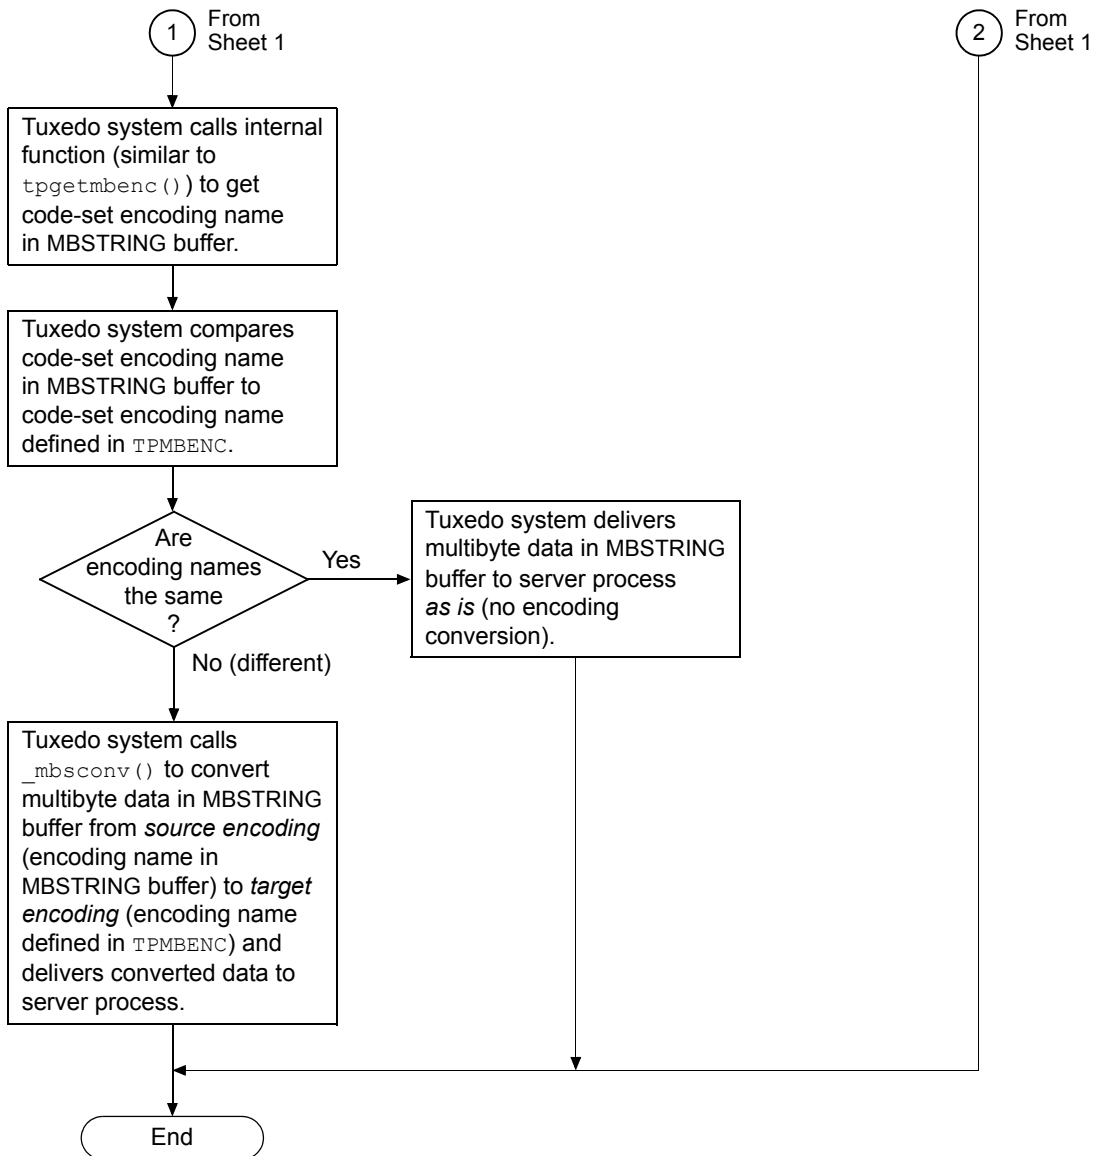 1
From
Sheet 1
2
From
Sheet 1
Tuxedo system calls internal
function (similar to
tpgetmbenc()) to get
code-set encoding name
in MBSTRING buffer.
Tuxedo system compares
code-set encoding name
in MBSTRING buffer to
code-set encoding name
defined in TPMBENC.
Are
encoding names
the same
?
Yes
Tuxedo system delivers
multibyte data in MBSTRING
buffer to server process
as is (no encoding
conversion).
No (different)
Tuxedo system calls
_mbsconv() to convert
multibyte data in MBSTRING
buffer from source encoding
(encoding name in
MBSTRING buffer) to target
encoding (encoding name
defined in TPMBENC) and
delivers converted data to
server process.
End